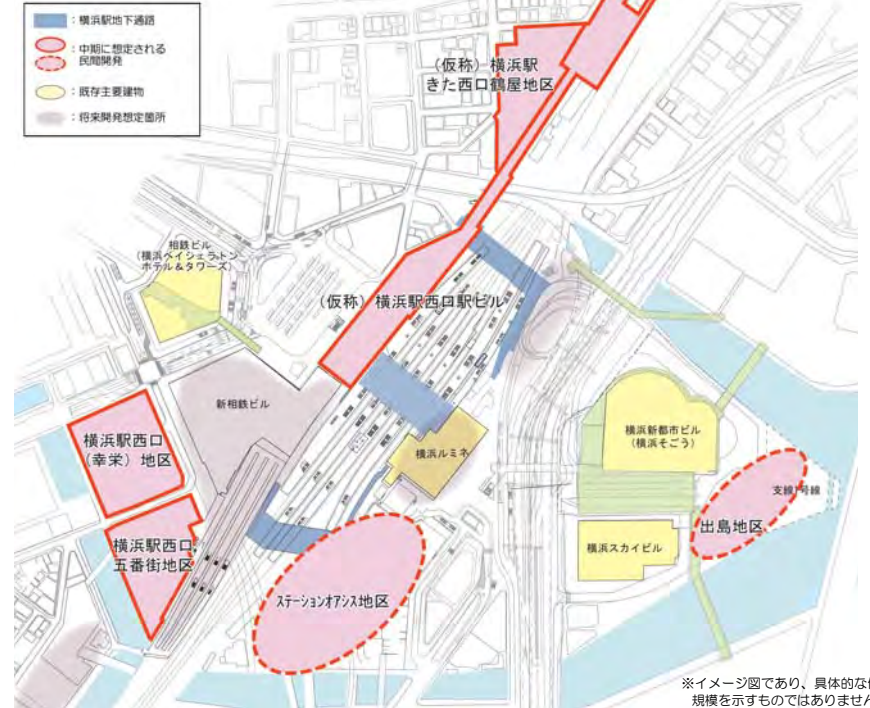 ：横浜駅地下通路
：中期に想定される
民間開発
：既存主要建物
：将来開発想定箇所
（仮称）横浜駅
きた西口鶴屋地区
相鉄ビル
（横浜ベイシェラトン
ホテル＆タワーズ）
（仮称）横浜駅西口駅ビル
新相鉄ビル
横浜駅西口
（幸栄）地区
横浜ルミネ
横浜新都市ビル
（横浜そごう）
支線1号線
出島地区
横浜駅西口
五番街地区
横浜スカイビル
ステーションオアシス地区
※イメージ図であり、具体的な
規模を示すものではありません